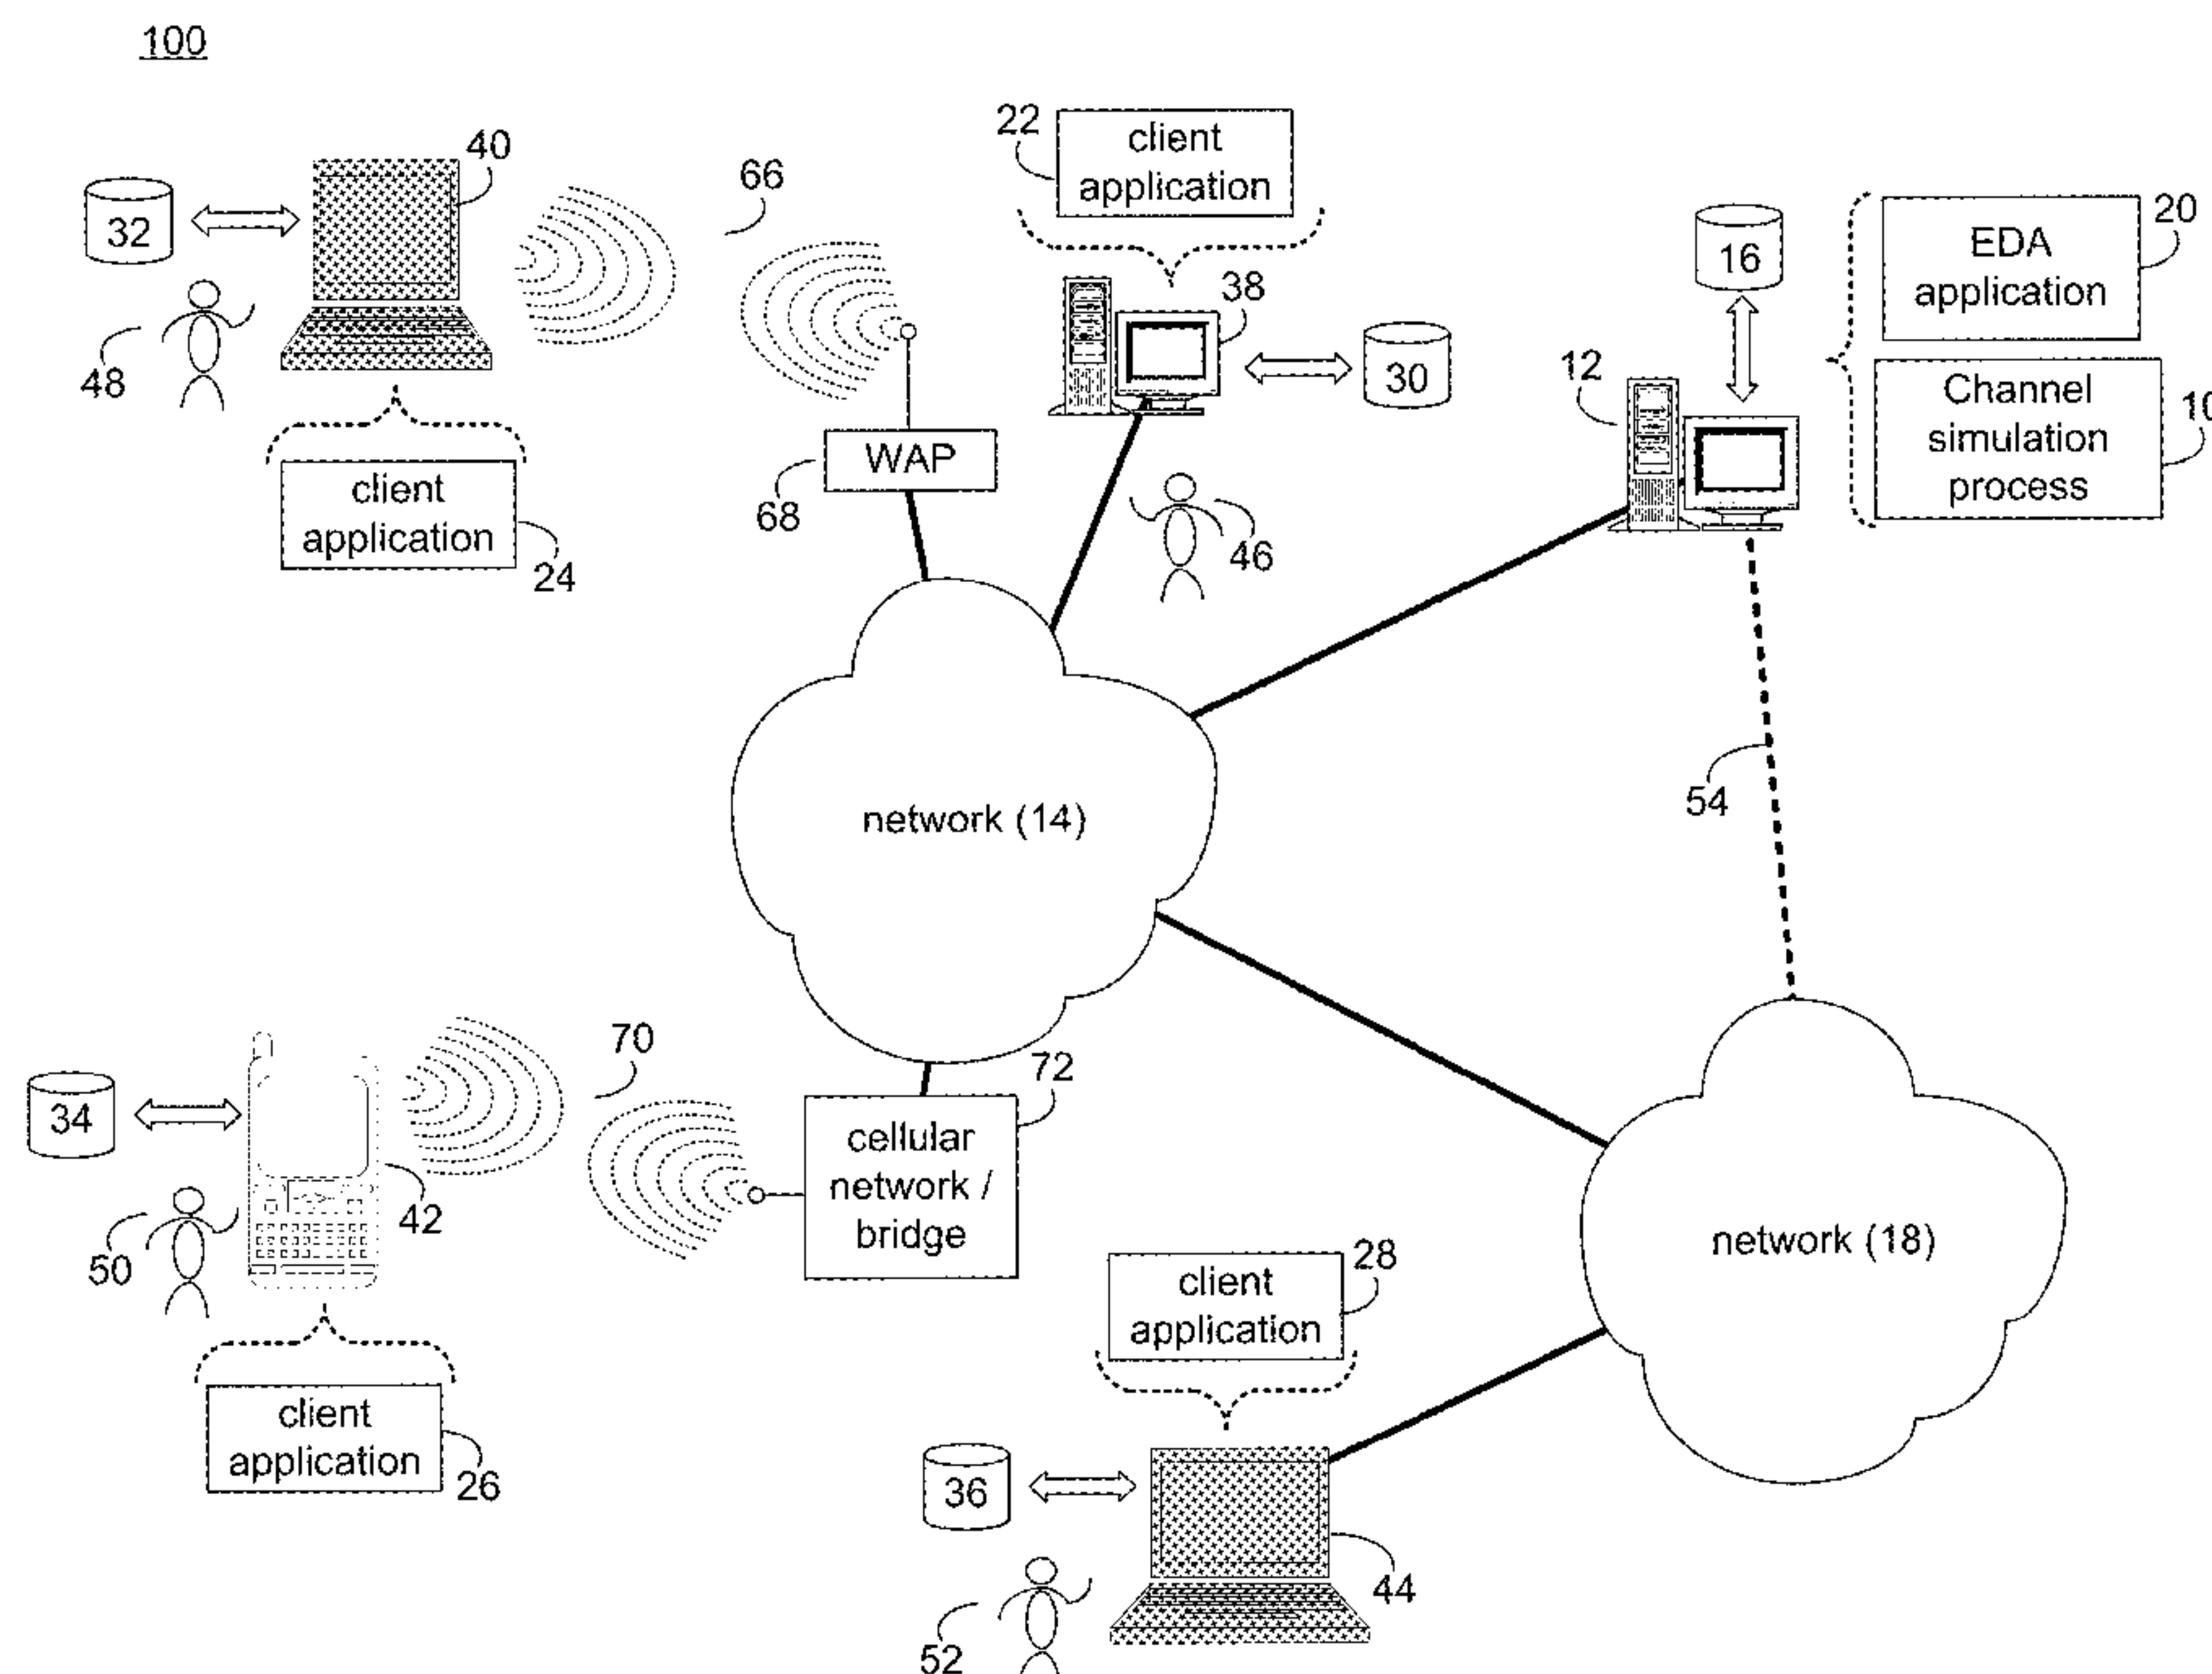 100
40
32
48
client
application
24
66
22
client
application
38
30
WAP
68
46
16
12
EDA
application
20
Channel
simulation
process
10
network (14)
54
34
50
42
70
72
cellular
network /
bridge
client
application
26
client
application
28
network (18)
36
44
52